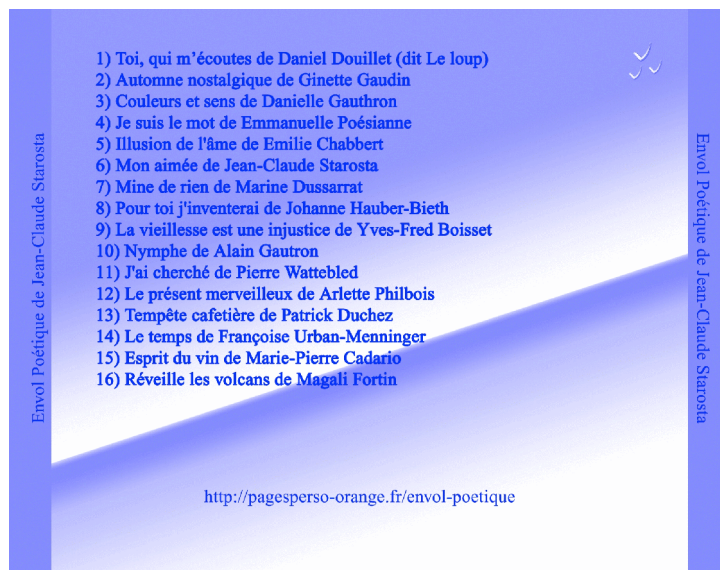 Envol Poétique de Jean-Claude Starosta
1) Toi, qui m'écoutes de Daniel Douillet (dit Le loup)
2) Automne nostalgique de Ginette Gaudin
3) Couleurs et sens de Danielle Gauthron
4) Je suis le mot de Emmanuelle Poésianne
5) Illusion de l'âme de Emilie Chabbert
6) Mon aimée de Jean-Claude Starosta
7) Mine de rien de Marine Dussarrat
8) Pour toi j'inventerai de Johanne Hauber-Bieth
9) La vieillesse est une injustice de Yves-Fred Boisset
10) Nymphe de Alain Gautron
11) J'ai cherché de Pierre Wattebled
12) Le présent merveilleux de Arlette Philbois
13) Tempête cafetière de Patrick Duchez
14) Le temps de Françoise Urban-Menninger
15) Esprit du vin de Marie-Pierre Cadario
16) Réveille les volcans de Magali Fortin
http://pagesperso-orange.fr/envol-poetique
Envol Poétique de Jean-Claude Starosta